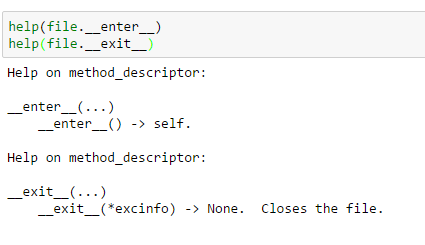 help(file.__enter__)
help(file.__exit__)
Help on method_descriptor:
__enter__(...)
    __enter__() -> self.
Help on method_descriptor:
__exit__(...)
    __exit__(*excinfo) -> None.  Closes the file.